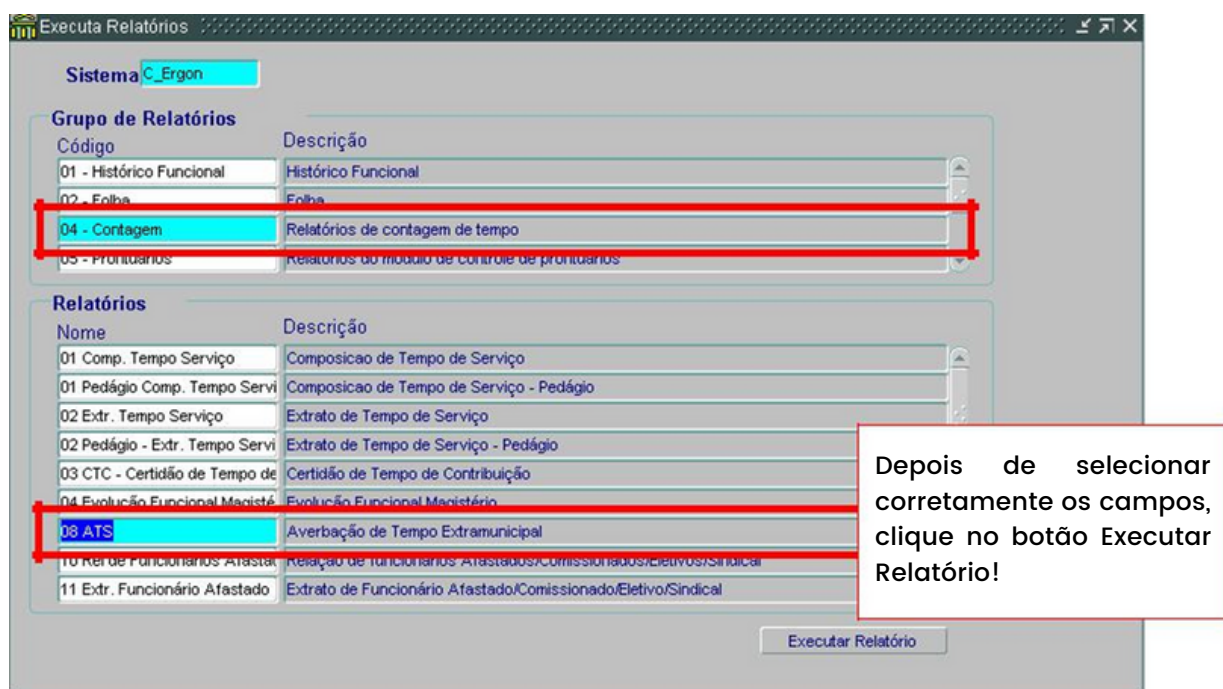 Executa Relatórios
Sistema C_Ergon
Grupo de Relatórios
Código Descrição
01 - Histórico Funcional Histórico Funcional
02 - Folha Folha
04 - Contagem Relatórios de contagem de tempo
05 - Prontuários Relatórios do módulo de controle de prontuários
Relatórios
Nome Descrição
01 Comp. Tempo Serviço Composicao de Tempo de Serviço
01 Pedágio Comp. Tempo Servi Composicao de Tempo de Serviço - Pedágio
02 Extr. Tempo Serviço Extrato de Tempo de Serviço
02 Pedágio - Extr. Tempo Servi Extrato de Tempo de Serviço - Pedágio
03 CTC - Certidão de Tempo de Certidão de Tempo de Contribuição
04 Evolução Funcional Magisté Evolução Funcional Magistério
08 ATS Averbação de Tempo Extramunicipal
10 Rel de Funcionários Afastad Relação de funcionários Afastados/Comissionados/Eletivos/Sindical
11 Extr. Funcionário Afastado Extrato de Funcionário Afastado/Comissionado/Eletivo/Sindical
Depois de selecionar
corretamente os campos,
clique no botão Executar
Relatório!
Executar Relatório